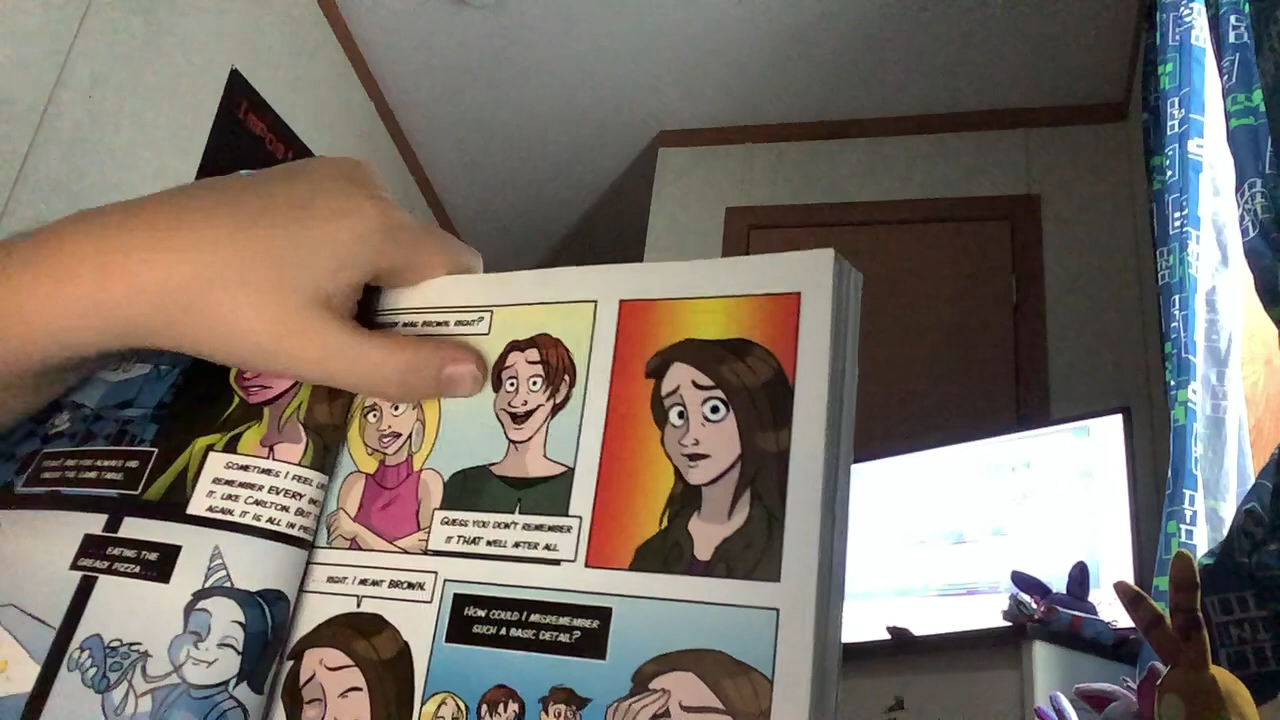 WAS BROWN, RIGHT?
SOMETIMES I FEEL
REMEMBER EVERY
IT. LIKE CARLTON. BUT
AGAIN, IT IS ALL IN
GUESS YOU DON'T REMEMBER
IT THAT WELL AFTER ALL
...EATING THE
GREASY PIZZA...
...RIGHT, I MEANT BROWN.
HOW COULD I MISREMEMBER
SUCH A BASIC DETAIL?